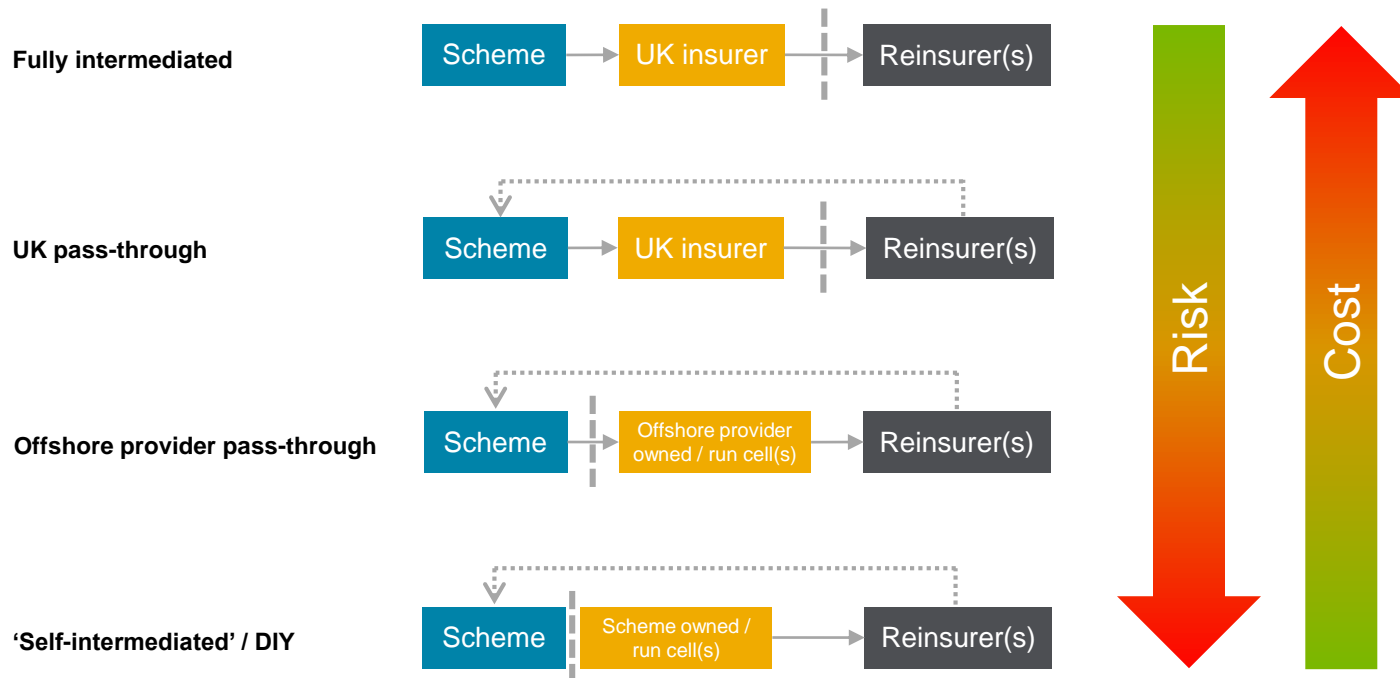 Fully intermediated
Scheme
UK insurer
Reinsurer(s)
UK pass-through
Scheme
UK insurer
Reinsurer(s)
Offshore provider pass-through
Scheme
Offshore provider
owned / run cell(s)
Reinsurer(s)
‘Self-intermediated’ / DIY
Scheme
Scheme owned /
run cell(s)
Reinsurer(s)
Risk
Cost